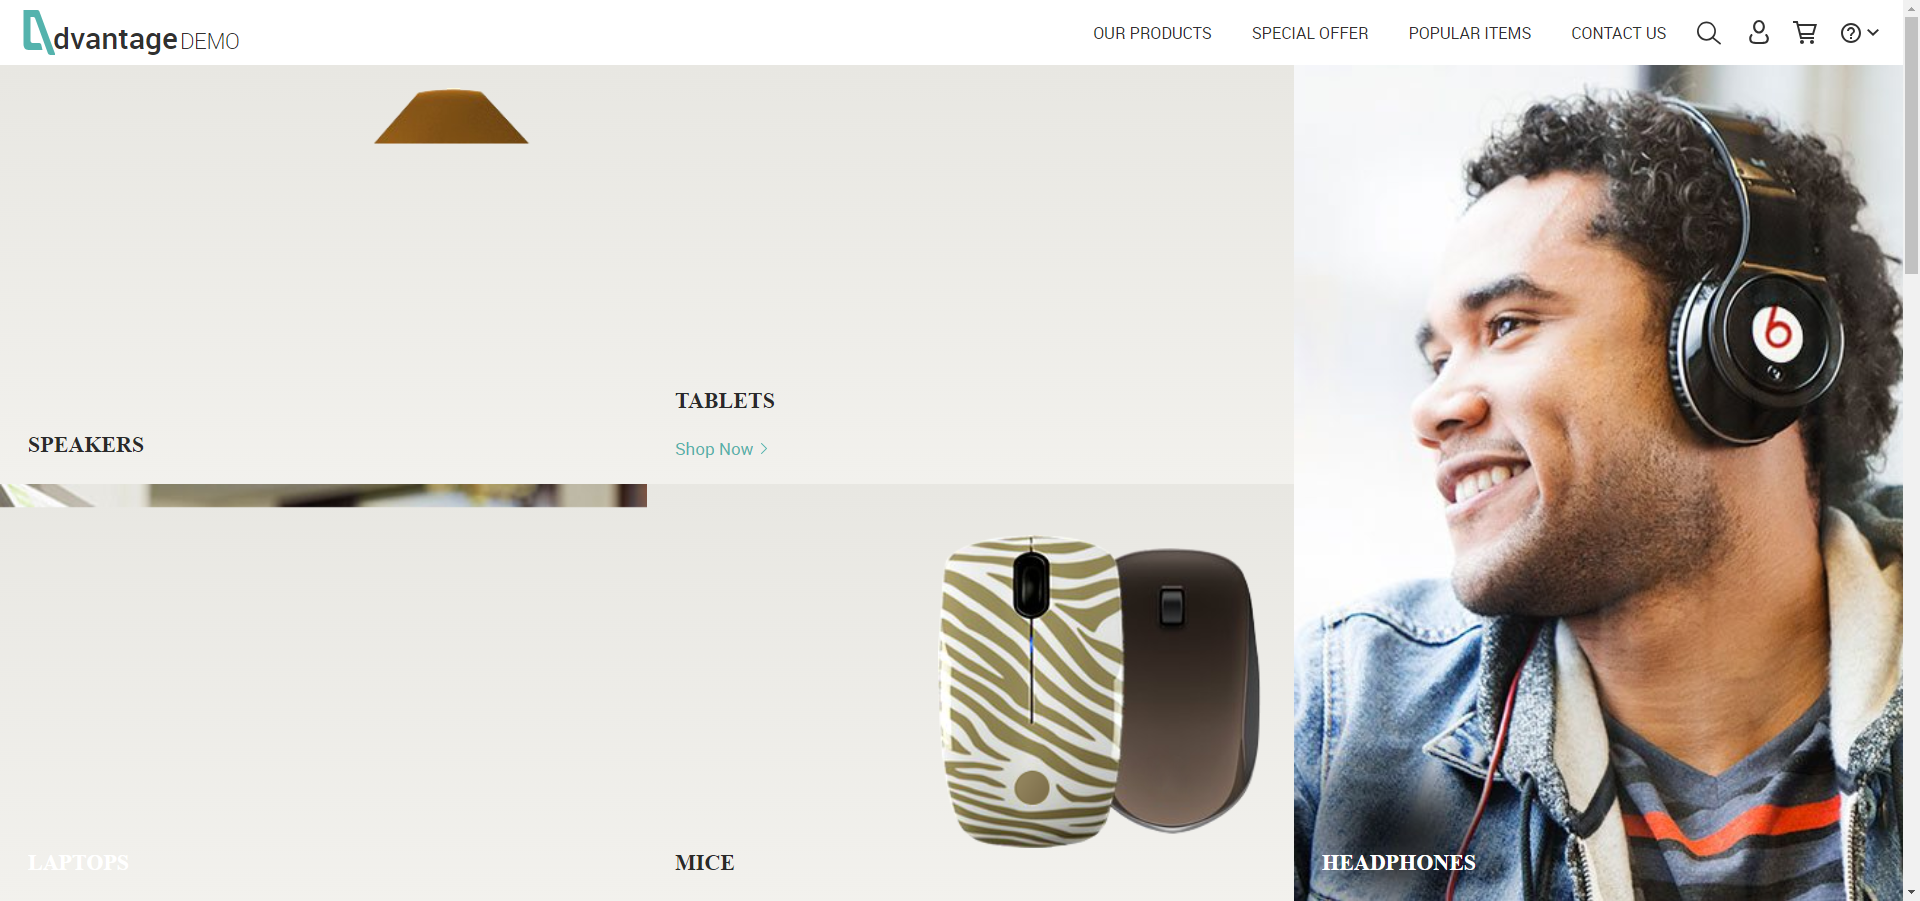 dvantage DEMO
OUR PRODUCTS
SPECIAL OFFER
POPULAR ITEMS
CONTACT US
SPEAKERS
TABLETS
Shop Now
LAPTOPS
MICE
HEADPHONES